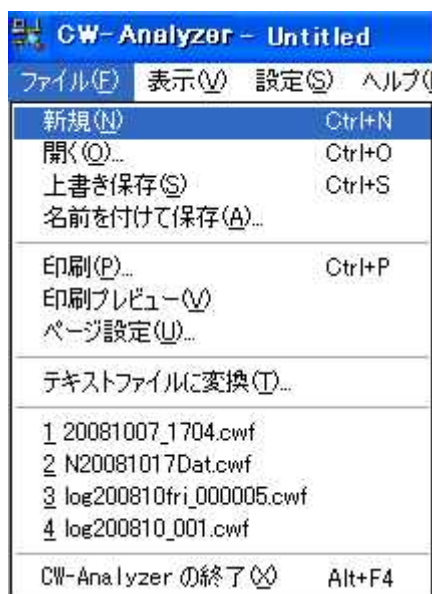 CW-Analyzer - Untitled
ファイル(F) 表示(V) 設定(S) ヘルプ(
新規(N) Ctrl+N
開く(O)... Ctrl+O
上書き保存(S) Ctrl+S
名前を付けて保存(A)...
印刷(P)... Ctrl+P
印刷プレビュー(V)
ページ設定(U)...
テキストファイルに変換(T)...
1 20081007_1704.cwf
2 N20081017Dat.cwf
3 log200810fri_000005.cwf
4 log200810_001.cwf
CW-Analyzer の終了(X) Alt+F4